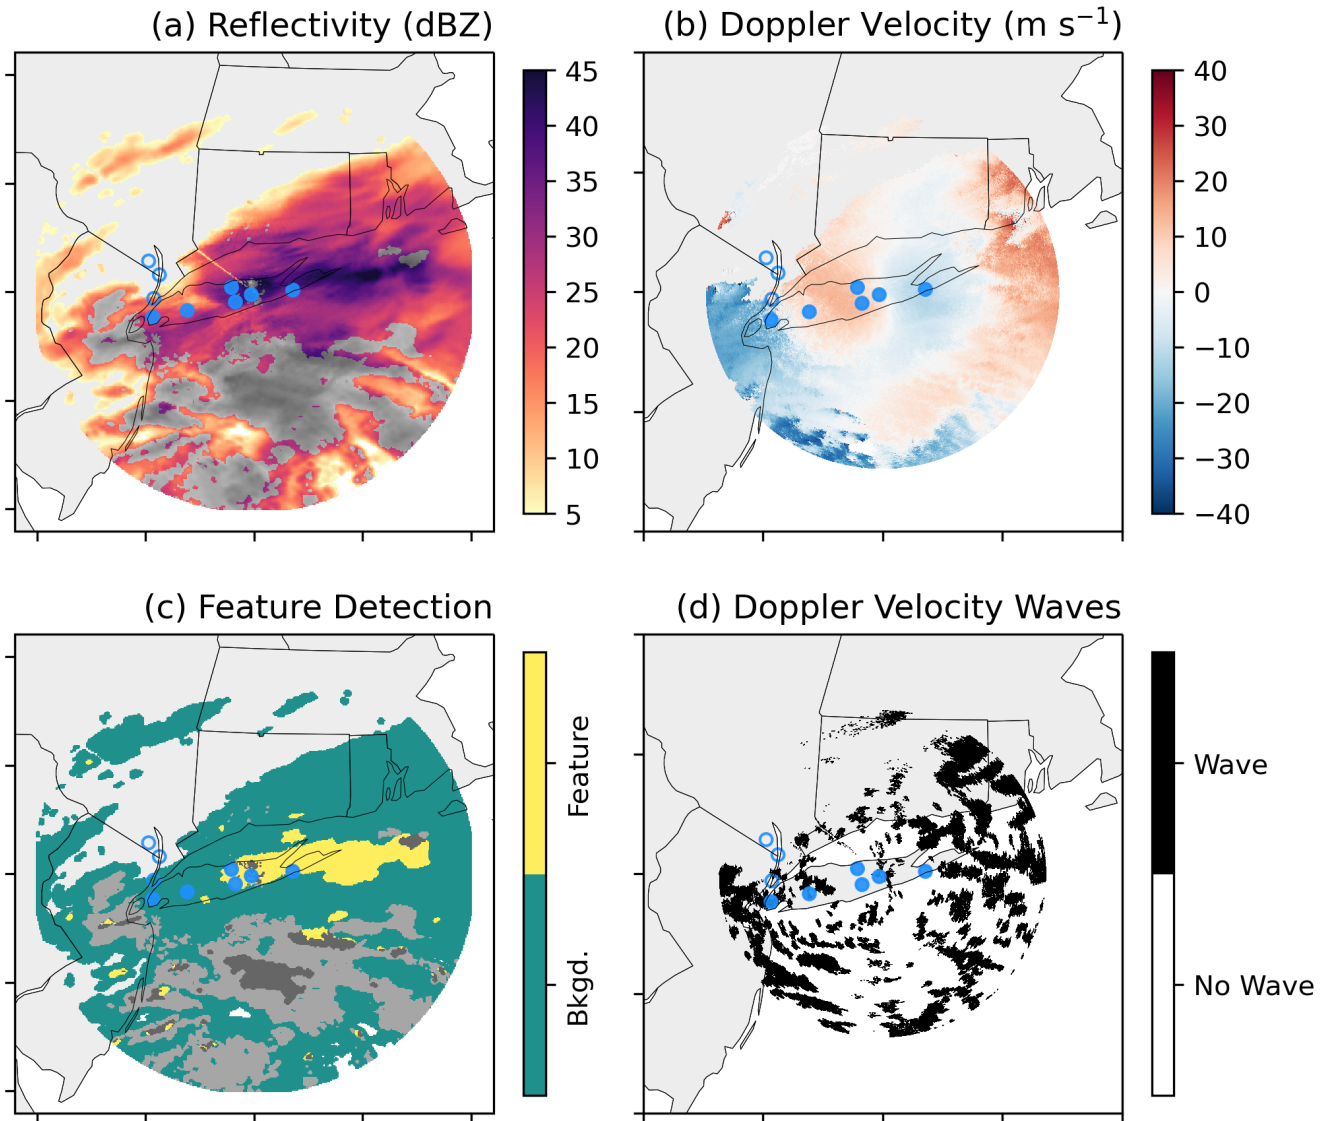 (a) Reflectivity (dBZ)
45
40
35
30
25
20
15
10
5
(b) Doppler Velocity (m s⁻¹)
40
30
20
10
0
−10
−20
−30
−40
(c) Feature Detection
Feature
Bkgd.
(d) Doppler Velocity Waves
Wave
No Wave